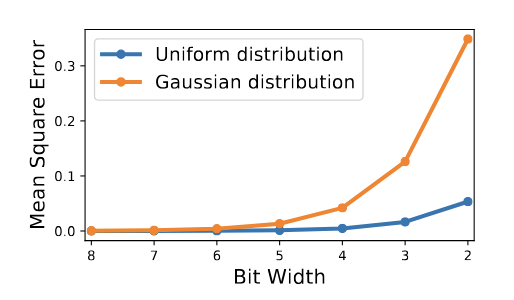 Uniform distribution
Gaussian distribution
Mean Square Error
0.3
0.2
0.1
0.0
8 7 6 5 4 3 2
Bit Width